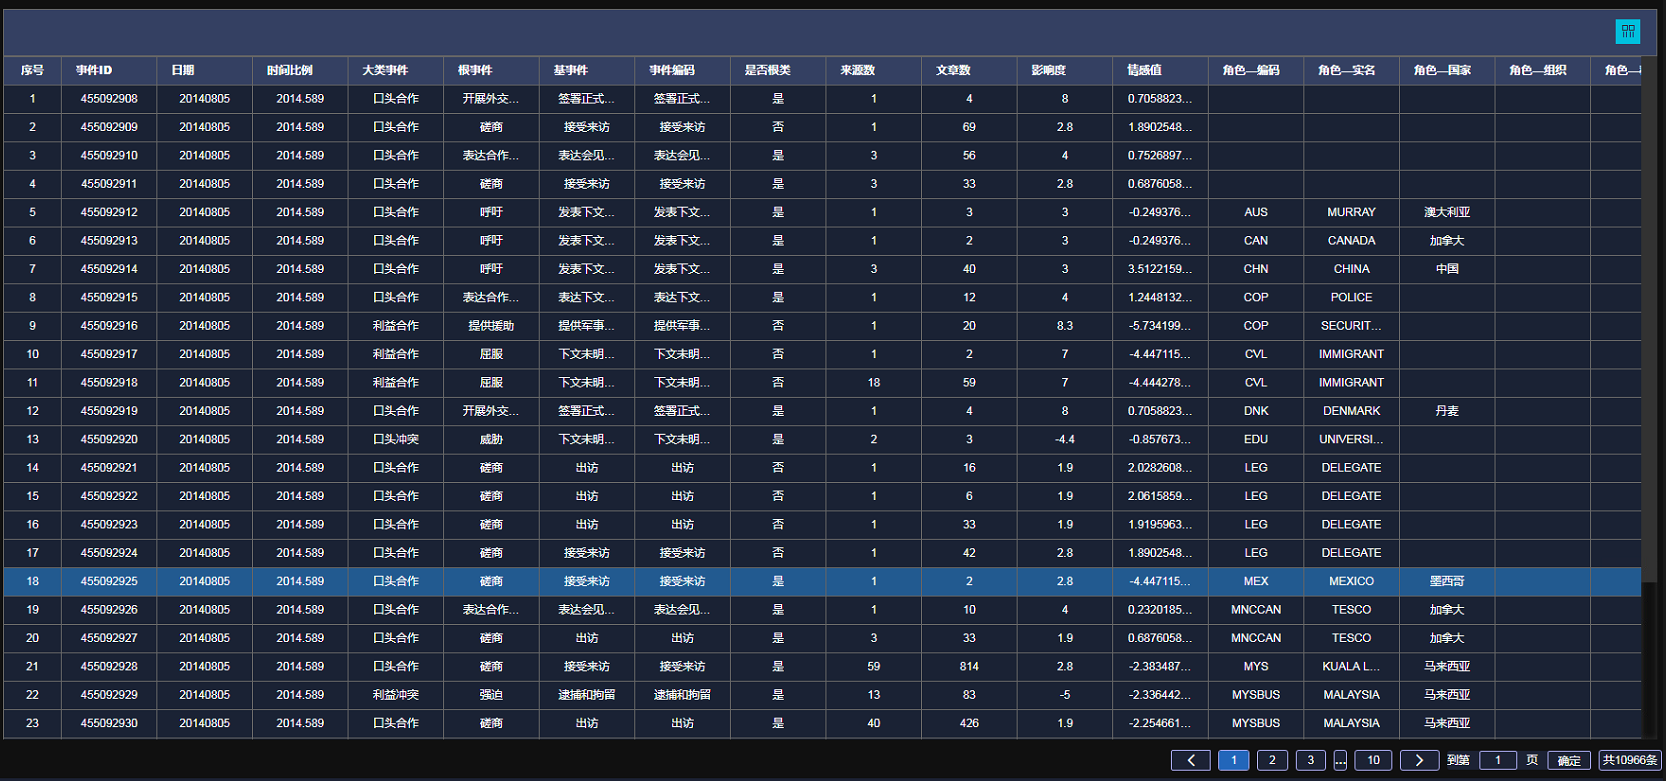 序号 事件ID 日期 时间比例 大类事件 根事件 基事件 事件编码 是否根类 来源数 文章数 影响度 情感值 角色—编码 角色—实名 角色—国家 角色—组织 角色—
1 455092908 20140805 2014.589 口头合作 开展外交... 签署正式... 签署正式... 是 1 4 8 0.7058823...
2 455092909 20140805 2014.589 口头合作 磋商 接受来访 接受来访 否 1 69 2.8 1.8902548...
3 455092910 20140805 2014.589 口头合作 表达合作... 表达会见... 表达会见... 是 3 56 4 0.7526897...
4 455092911 20140805 2014.589 口头合作 磋商 接受来访 接受来访 是 3 33 2.8 0.6876058...
5 455092912 20140805 2014.589 口头合作 呼吁 发表下文... 发表下文... 是 1 3 3 -0.249376... AUS MURRAY 澳大利亚
6 455092913 20140805 2014.589 口头合作 呼吁 发表下文... 发表下文... 是 1 2 3 -0.249376... CAN CANADA 加拿大
7 455092914 20140805 2014.589 口头合作 呼吁 发表下文... 发表下文... 是 3 40 3 3.5122159... CHN CHINA 中国
8 455092915 20140805 2014.589 口头合作 表达合作... 表达下文... 表达下文... 是 1 12 4 1.2448132... COP POLICE
9 455092916 20140805 2014.589 利益合作 提供援助 提供军事... 提供军事... 否 1 20 8.3 -5.734199... COP SECURIT...
10 455092917 20140805 2014.589 利益合作 屈服 下文未明... 下文未明... 否 1 2 7 -4.447115... CVL IMMIGRANT
11 455092918 20140805 2014.589 利益合作 屈服 下文未明... 下文未明... 否 18 59 7 -4.444278... CVL IMMIGRANT
12 455092919 20140805 2014.589 口头合作 开展外交... 签署正式... 签署正式... 是 1 4 8 0.7058823... DNK DENMARK 丹麦
13 455092920 20140805 2014.589 口头冲突 威胁 下文未明... 下文未明... 是 2 3 -4.4 -0.857673... EDU UNIVERSI...
14 455092921 20140805 2014.589 口头合作 磋商 出访 出访 否 1 16 1.9 2.0282608... LEG DELEGATE
15 455092922 20140805 2014.589 口头合作 磋商 出访 出访 否 1 6 1.9 2.0615859... LEG DELEGATE
16 455092923 20140805 2014.589 口头合作 磋商 出访 出访 否 1 33 1.9 1.9195963... LEG DELEGATE
17 455092924 20140805 2014.589 口头合作 磋商 接受来访 接受来访 否 1 42 2.8 1.8902548... LEG DELEGATE
18 455092925 20140805 2014.589 口头合作 磋商 接受来访 接受来访 是 1 2 2.8 -4.447115... MEX MEXICO 墨西哥
19 455092926 20140805 2014.589 口头合作 表达合作... 表达会见... 表达会见... 是 1 10 4 0.2320185... MNCCAN TESCO 加拿大
20 455092927 20140805 2014.589 口头合作 磋商 出访 出访 是 3 33 1.9 0.6876058... MNCCAN TESCO 加拿大
21 455092928 20140805 2014.589 口头合作 磋商 接受来访 接受来访 是 59 814 2.8 -2.383487... MYS KUALA L... 马来西亚
22 455092929 20140805 2014.589 利益冲突 强迫 逮捕和拘留 逮捕和拘留 是 13 83 -5 -2.336442... MYSBUS MALAYSIA 马来西亚
23 455092930 20140805 2014.589 口头合作 磋商 出访 出访 是 40 426 1.9 -2.254661... MYSBUS MALAYSIA 马来西亚
1 2 3 ... 10 到第 1 页 确定 共10966条